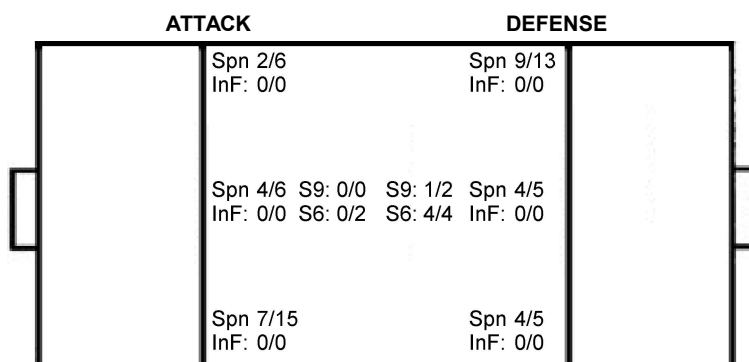 ATTACK DEFENSE
Spn 2/6 Spn 9/13
InF: 0/0 InF: 0/0
Spn 4/6 S9: 0/0 S9: 1/2 Spn 4/5
InF: 0/0 S6: 0/2 S6: 4/4 InF: 0/0
Spn 7/15 Spn 4/5
InF: 0/0 InF: 0/0